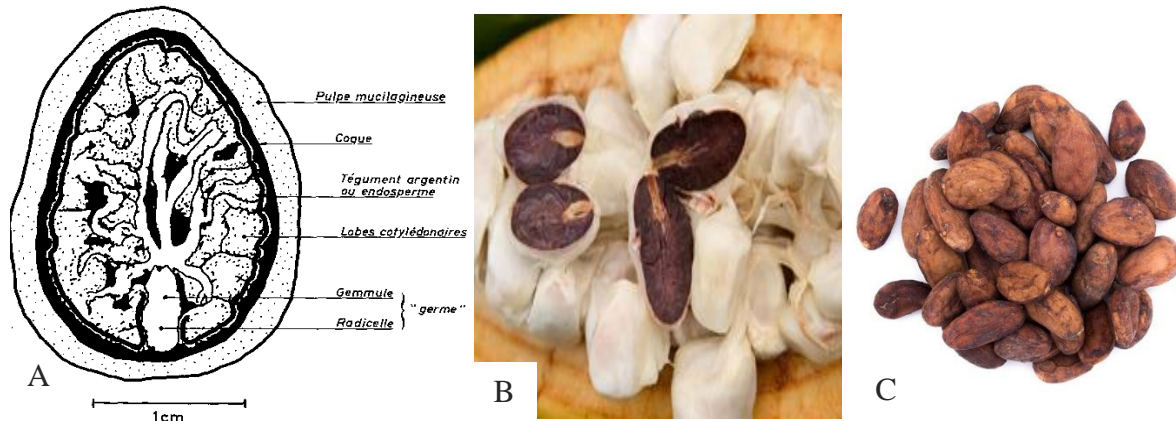 Pulpe mucilagineuse
Coque
Tégument argentin
ou endosperme
Lobes cotylédonaires
Gemmule
"germe"
Radicelle
A
1cm
B
C